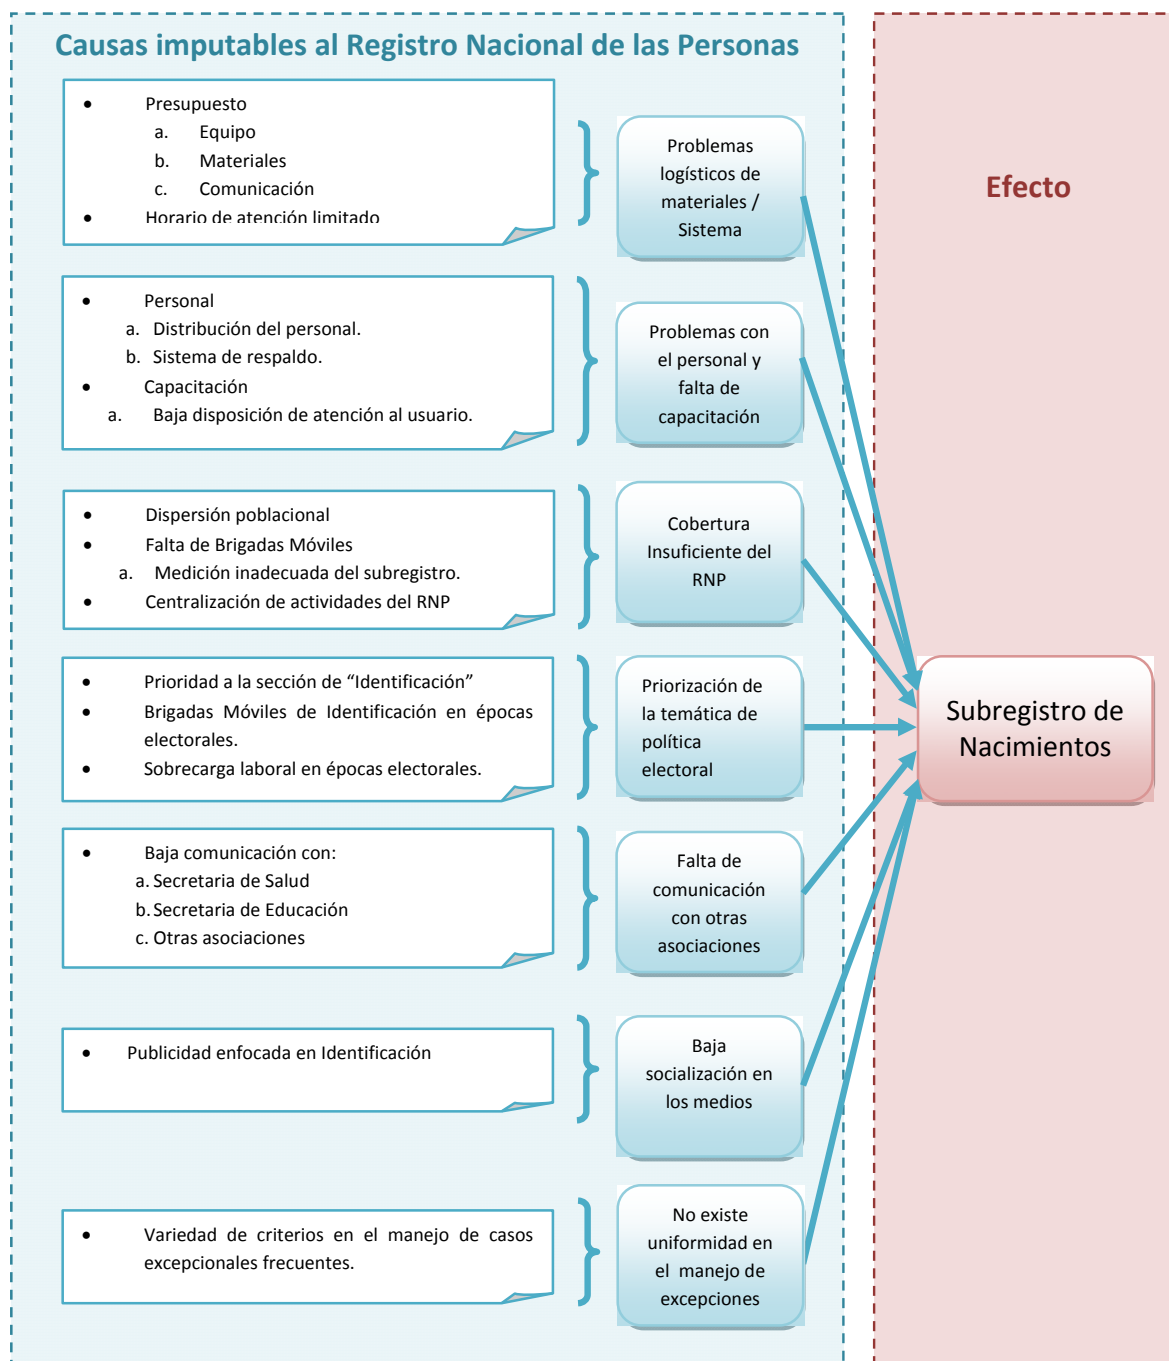 Causas imputables al Registro Nacional de las Personas
• Presupuesto
a. Equipo
b. Materiales
c. Comunicación
• Horario de atención limitado
Problemas
logísticos de
materiales /
Sistema
Efecto
• Personal
a. Distribución del personal.
b. Sistema de respaldo.
• Capacitación
a. Baja disposición de atención al usuario.
Problemas con
el personal y
falta de
capacitación
• Dispersión poblacional
• Falta de Brigadas Móviles
a. Medición inadecuada del subregistro.
• Centralización de actividades del RNP
Cobertura
Insuficiente del
RNP
• Prioridad a la sección de “Identificación”
• Brigadas Móviles de Identificación en épocas
electorales.
• Sobrecarga laboral en épocas electorales.
Priorización de
la temática de
política
electoral
Subregistro de
Nacimientos
• Baja comunicación con:
a. Secretaria de Salud
b. Secretaria de Educación
c. Otras asociaciones
Falta de
comunicación
con otras
asociaciones
• Publicidad enfocada en Identificación
Baja
socialización en
los medios
• Variedad de criterios en el manejo de casos
excepcionales frecuentes.
No existe
uniformidad en
el manejo de
excepciones